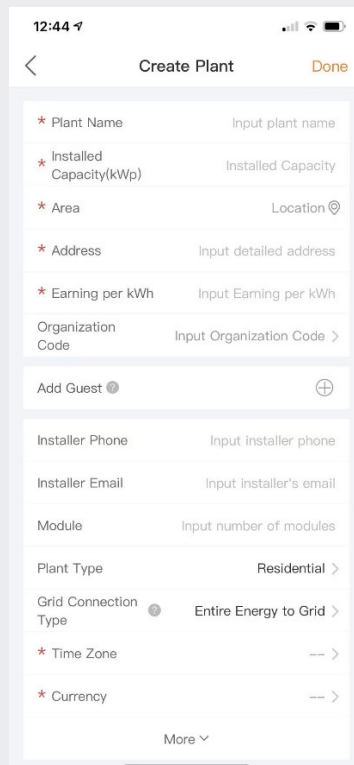 12:44
Create Plant
Done
* Plant Name
Input plant name
* Installed
Capacity(kWp)
Installed Capacity
* Area
Location
* Address
Input detailed address
* Earning per kWh
Input Earning per kWh
Organization
Code
Input Organization Code >
Add Guest ?
Installer Phone
Input installer phone
Installer Email
Input installer's email
Module
Input number of modules
Plant Type
Residential >
Grid Connection
Type ?
Entire Energy to Grid >
* Time Zone
-- >
* Currency
-- >
More